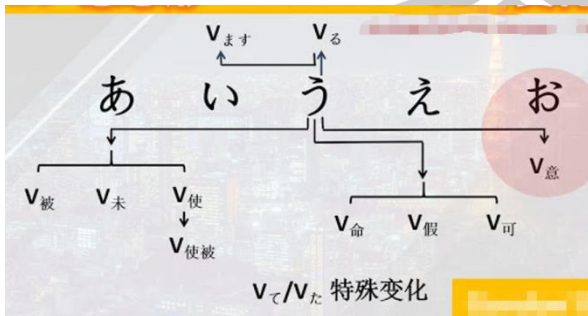 Vます Vる
あ い う え お
V意
V被 V未 V使
V命 V假 V可
V使被
Vて/Vた 特殊变化